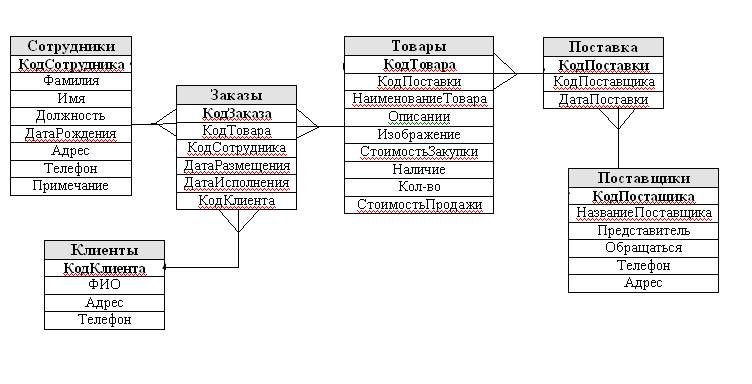 Сотрудники
КодСотрудника
Фамилия
Имя
Должность
ДатаРождения
Адрес
Телефон
Примечание
Заказы
КодЗаказа
КодТовара
КодСотрудника
ДатаРазмещения
ДатаИсполнения
КодКлиента
Товары
КодТовара
КодПоставки
НаименованиеТовара
Описании
Изображение
СтоимостьЗакупки
Наличие
Кол-во
СтоимостьПродажи
Поставка
КодПоставки
КодПоставщика
ДатаПоставки
Поставщики
КодПостащика
НазваниеПоставщика
Представитель
Обращаться
Телефон
Адрес
Клиенты
КодКлиента
ФИО
Адрес
Телефон